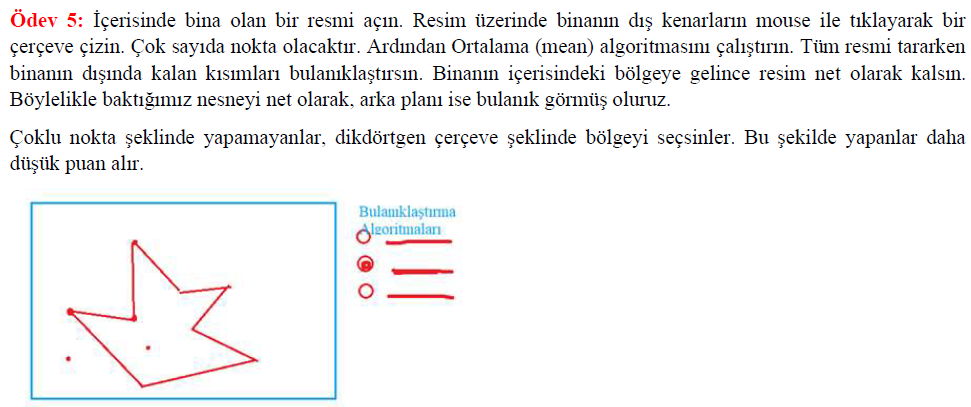 Ödev 5: İçerisinde bina olan bir resmi açın. Resim üzerinde binanın dış kenarların mouse ile tıklayarak bir
çerçeve çizin. Çok sayıda nokta olacaktır. Ardından Ortalama (mean) algoritmasını çalıştırın. Tüm resmi tararken
binanın dışında kalan kısımları bulanıklaştırsın. Binanın içerisindeki bölgeye gelince resim net olarak kalsın.
Böylelikle baktığımız nesneyi net olarak, arka planı ise bulanık görmüş oluruz.
Çoklu nokta şeklinde yapamayanlar, dikdörtgen çerçeve şeklinde bölgeyi seçsinler. Bu şekilde yapanlar daha
düşük puan alır.
Bulanıklaştırma
Algoritmaları